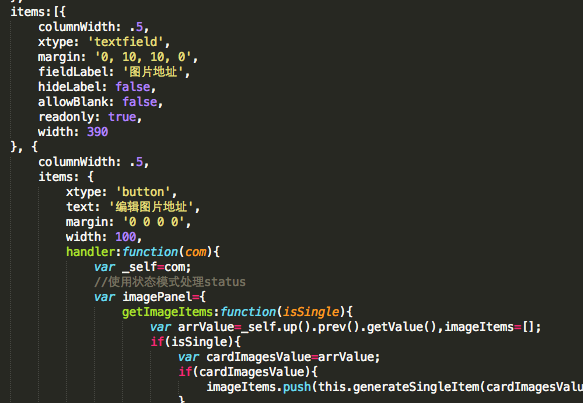 },
items:[{
columnWidth: .5,
xtype: 'textfield',
margin: '0, 10, 10, 0',
fieldLabel: '图片地址',
hideLabel: false,
allowBlank: false,
readonly: true,
width: 390
}, {
columnWidth: .5,
items: {
xtype: 'button',
text: '编辑图片地址',
margin: '0 0 0 0',
width: 100,
handler:function(com){
var _self=com;
//使用状态模式处理status
var imagePanel={
getImageItems:function(isSingle){
var arrValue=_self.up().prev().getValue(),imageItems=[];
if(isSingle){
var cardImagesValue=arrValue;
if(cardImagesValue){
imageItems.push(this.generateSingleItem(cardImagesValu
}